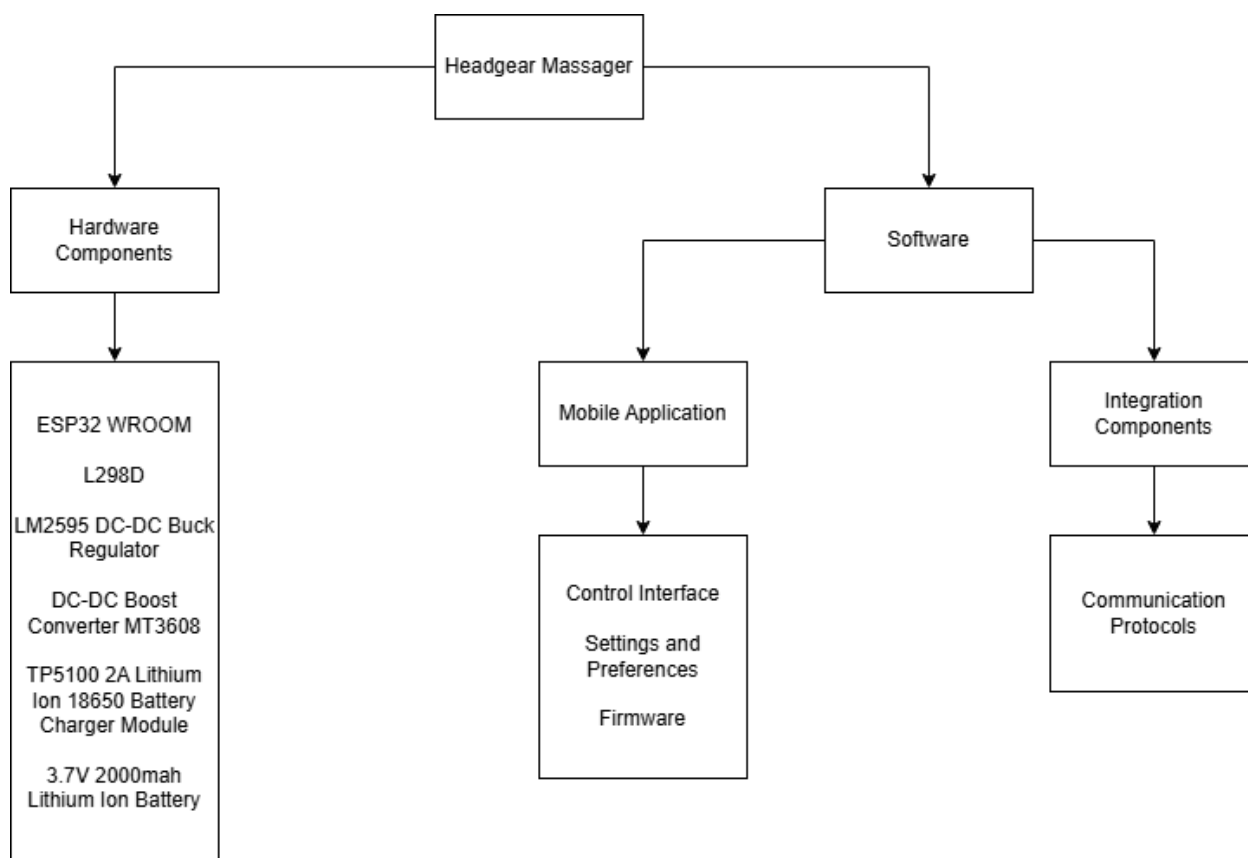 Headgear Massager
Hardware
Components
Software
ESP32 WROOM
L298D
LM2595 DC-DC Buck
Regulator
DC-DC Boost
Converter MT3608
TP5100 2A Lithium
Ion 18650 Battery
Charger Module
3.7V 2000mah
Lithium Ion Battery
Mobile Application
Integration
Components
Control Interface
Settings and
Preferences
Firmware
Communication
Protocols